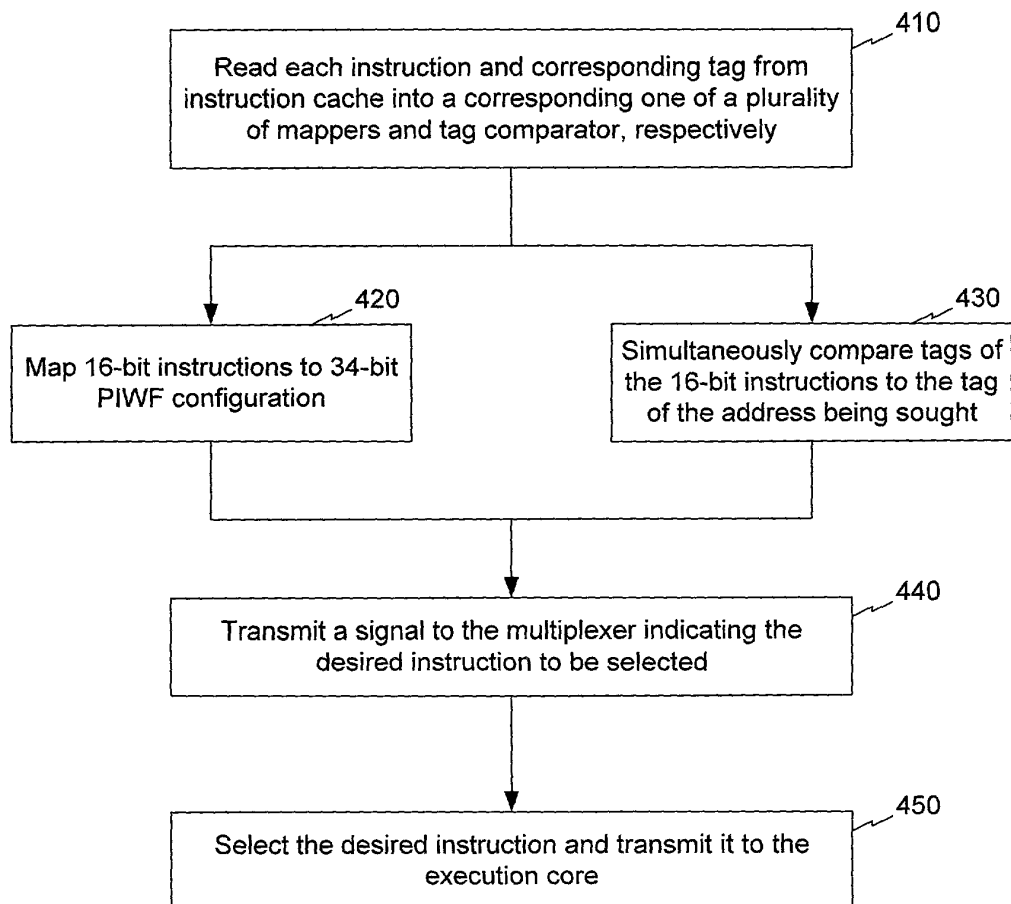 410
Read each instruction and corresponding tag from
instruction cache into a corresponding one of a plurality
of mappers and tag comparator, respectively
420
Map 16-bit instructions to 34-bit
PIWF configuration
430
Simultaneously compare tags of
the 16-bit instructions to the tag
of the address being sought
440
Transmit a signal to the multiplexer indicating the
desired instruction to be selected
450
Select the desired instruction and transmit it to the
execution core